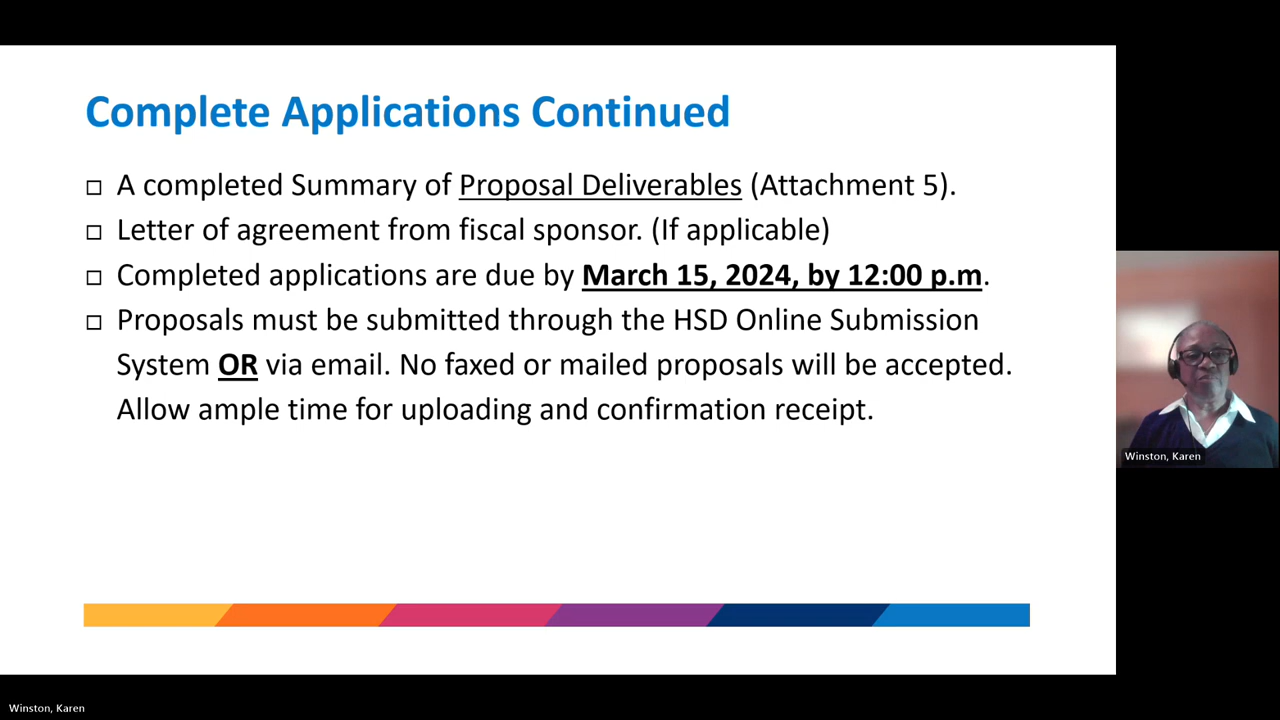 Complete Applications Continued
□ A completed Summary of Proposal Deliverables (Attachment 5).
□ Letter of agreement from fiscal sponsor. (If applicable)
□ Completed applications are due by March 15, 2024, by 12:00 p.m.
□ Proposals must be submitted through the HSD Online Submission
System OR via email. No faxed or mailed proposals will be accepted.
Allow ample time for uploading and confirmation receipt.
Winston, Karen
Winston, Karen